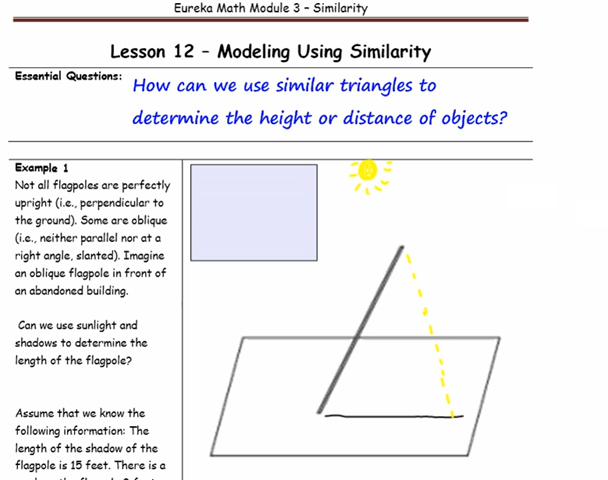 Eureka Math Module 3 – Similarity
Lesson 12 – Modeling Using Similarity
Essential Questions:
How can we use similar triangles to
determine the height or distance of objects?
Example 1
Not all flagpoles are perfectly
upright (i.e., perpendicular to
the ground). Some are oblique
(i.e., neither parallel nor at a
right angle, slanted). Imagine
an oblique flagpole in front of
an abandoned building.
Can we use sunlight and
shadows to determine the
length of the flagpole?
Assume that we know the
following information: The
length of the shadow of the
flagpole is 15 feet. There is a